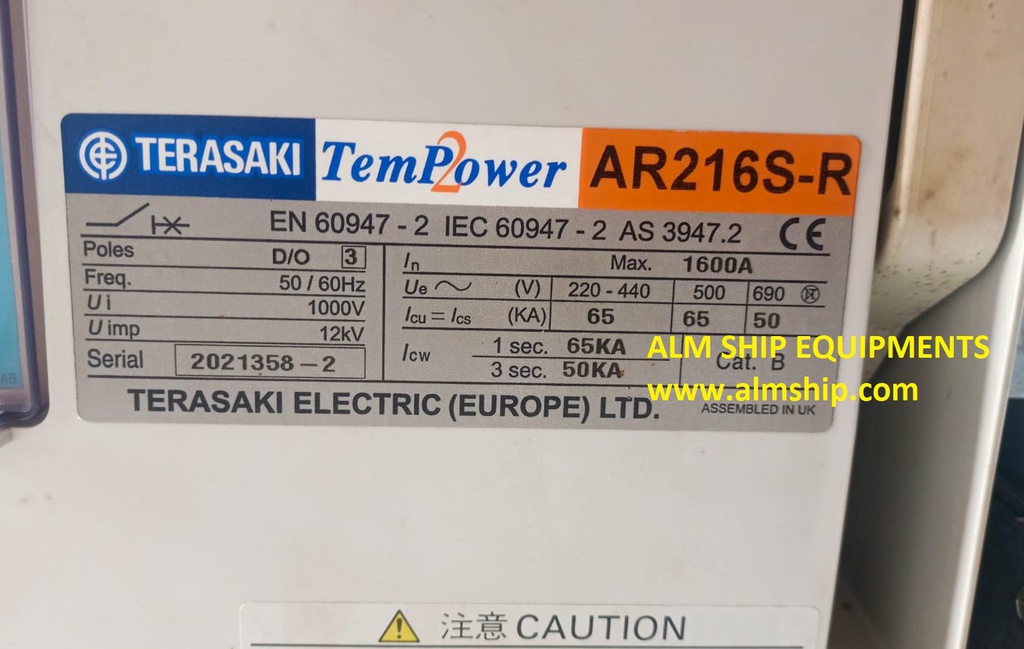 TERASAKI TemPower2 AR216S-R
EN 60947 - 2 IEC 60947 - 2 AS 3947.2 CE
Poles D/O 3
Freq. 50 / 60Hz
Ui 1000V
U imp 12kV
Serial 2021358-2
In Max. 1600A
Ue (V) 220 - 440 500 690
Icu = Ics (KA) 65 65 50
Icw 1 sec. 65KA
3 sec. 50KA
Cat. B
ALM SHIP EQUIPMENTS
www.almship.com
TERASAKI ELECTRIC (EUROPE) LTD. ASSEMBLED IN UK
注意 CAUTION